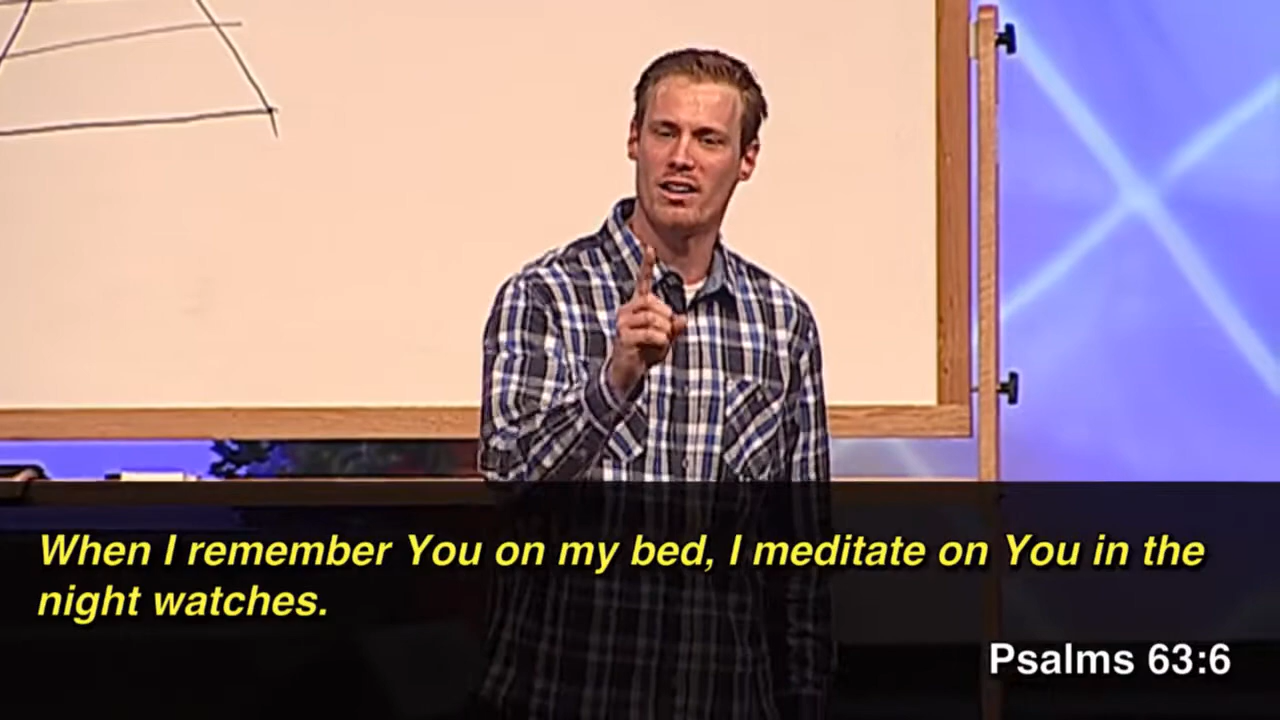 When I remember You on my bed, I meditate on You in the
night watches.
Psalms 63:6